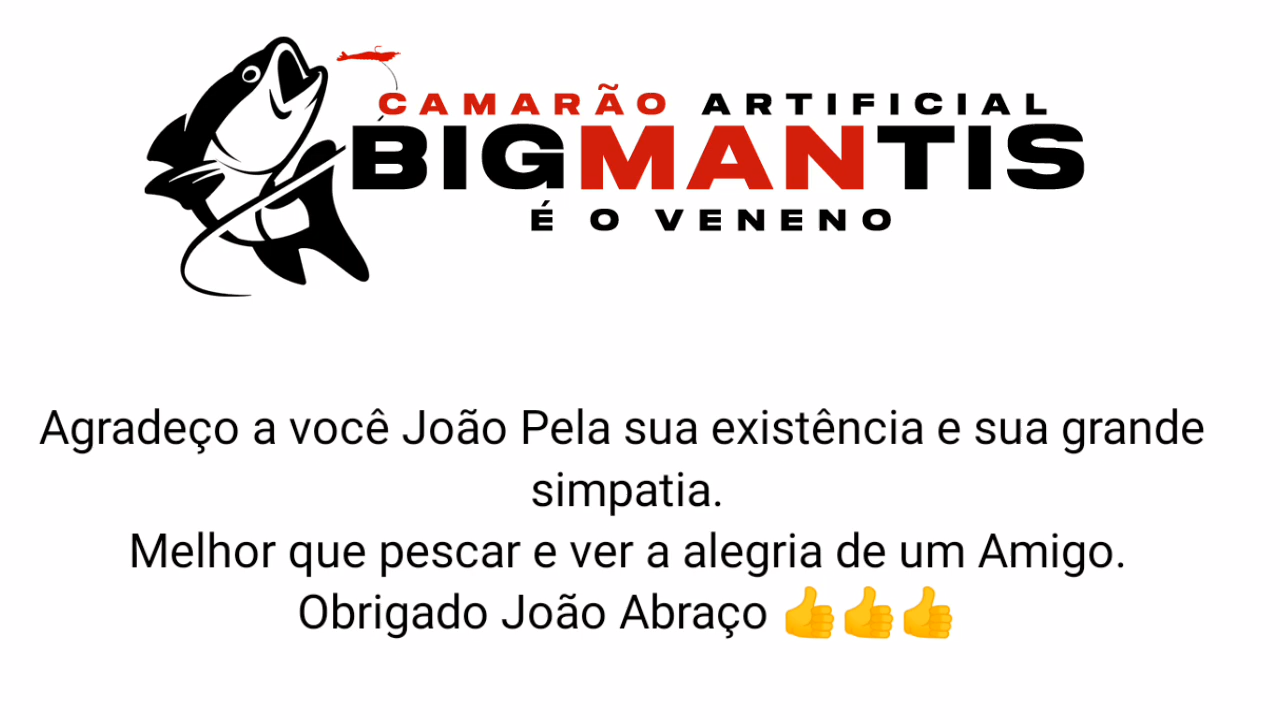 CAMARÃO ARTIFICIAL
BIGMANTIS
É O VENENO
Agradeço a você João Pela sua existência e sua grande
simpatia.
Melhor que pescar e ver a alegria de um Amigo.
Obrigado João Abraço 👍👍👍